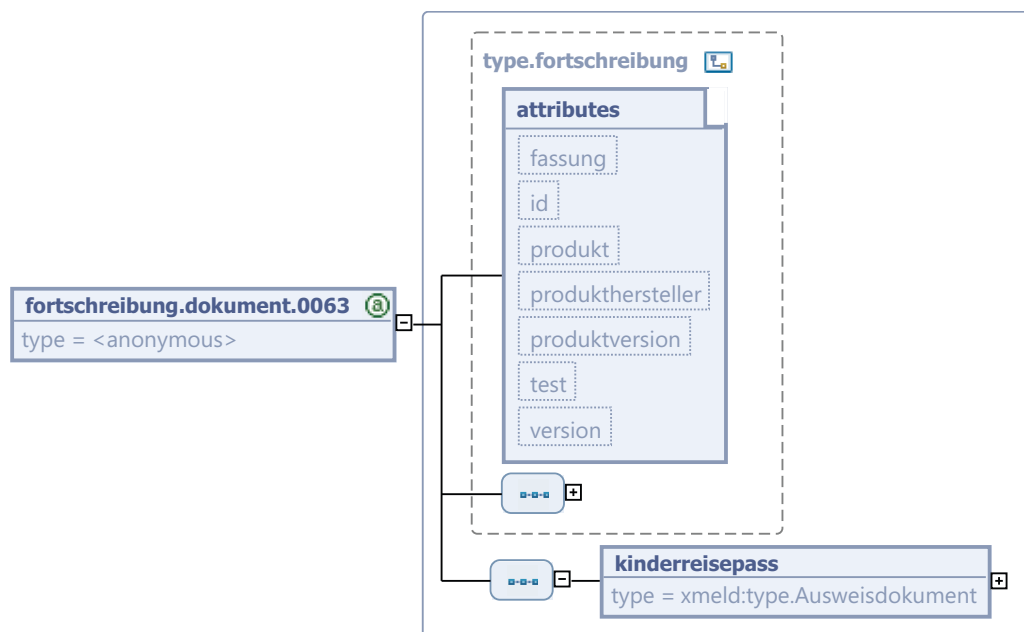 type.fortschreibung
attributes
fassung
id
produkt
produkthersteller
produktversion
test
version
fortschreibung.dokument.0063 @
type = <anonymous>
kinderreisepass
type = xmeld:type.Ausweisdokument